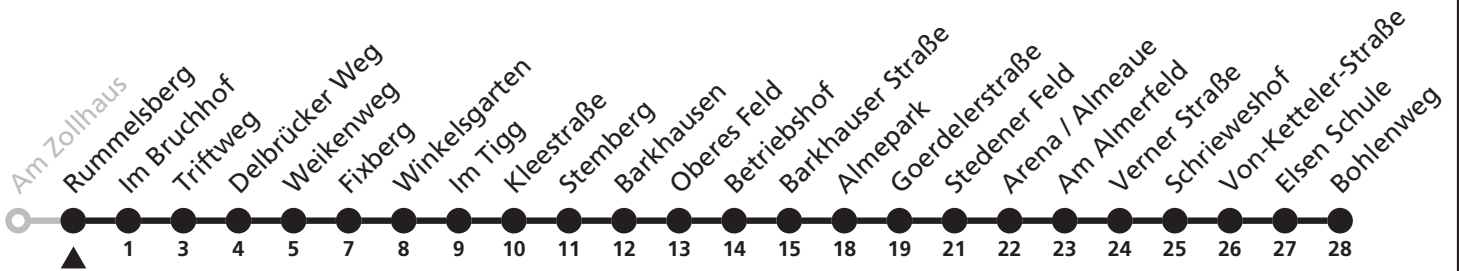 Am Zollhaus
Rummelsberg
Im Bruchhof
Triftweg
Delbrücker Weg
Weikenweg
Fixberg
Winkelsgarten
Im Tigg
Kleestraße
Stemberg
Barkhausen
Oberes Feld
Betriebshof
Barkhauser Straße
Almepark
Goerdelerstraße
Stedener Feld
Arena / Almeaue
Am Almerfeld
Verner Straße
Schrieweshof
Von-Ketteler-Straße
Elsen Schule
Bohlenweg
1 3 4 5 7 8 9 10 11 12 13 14 15 18 19 21 22 23 24 25 26 27 28